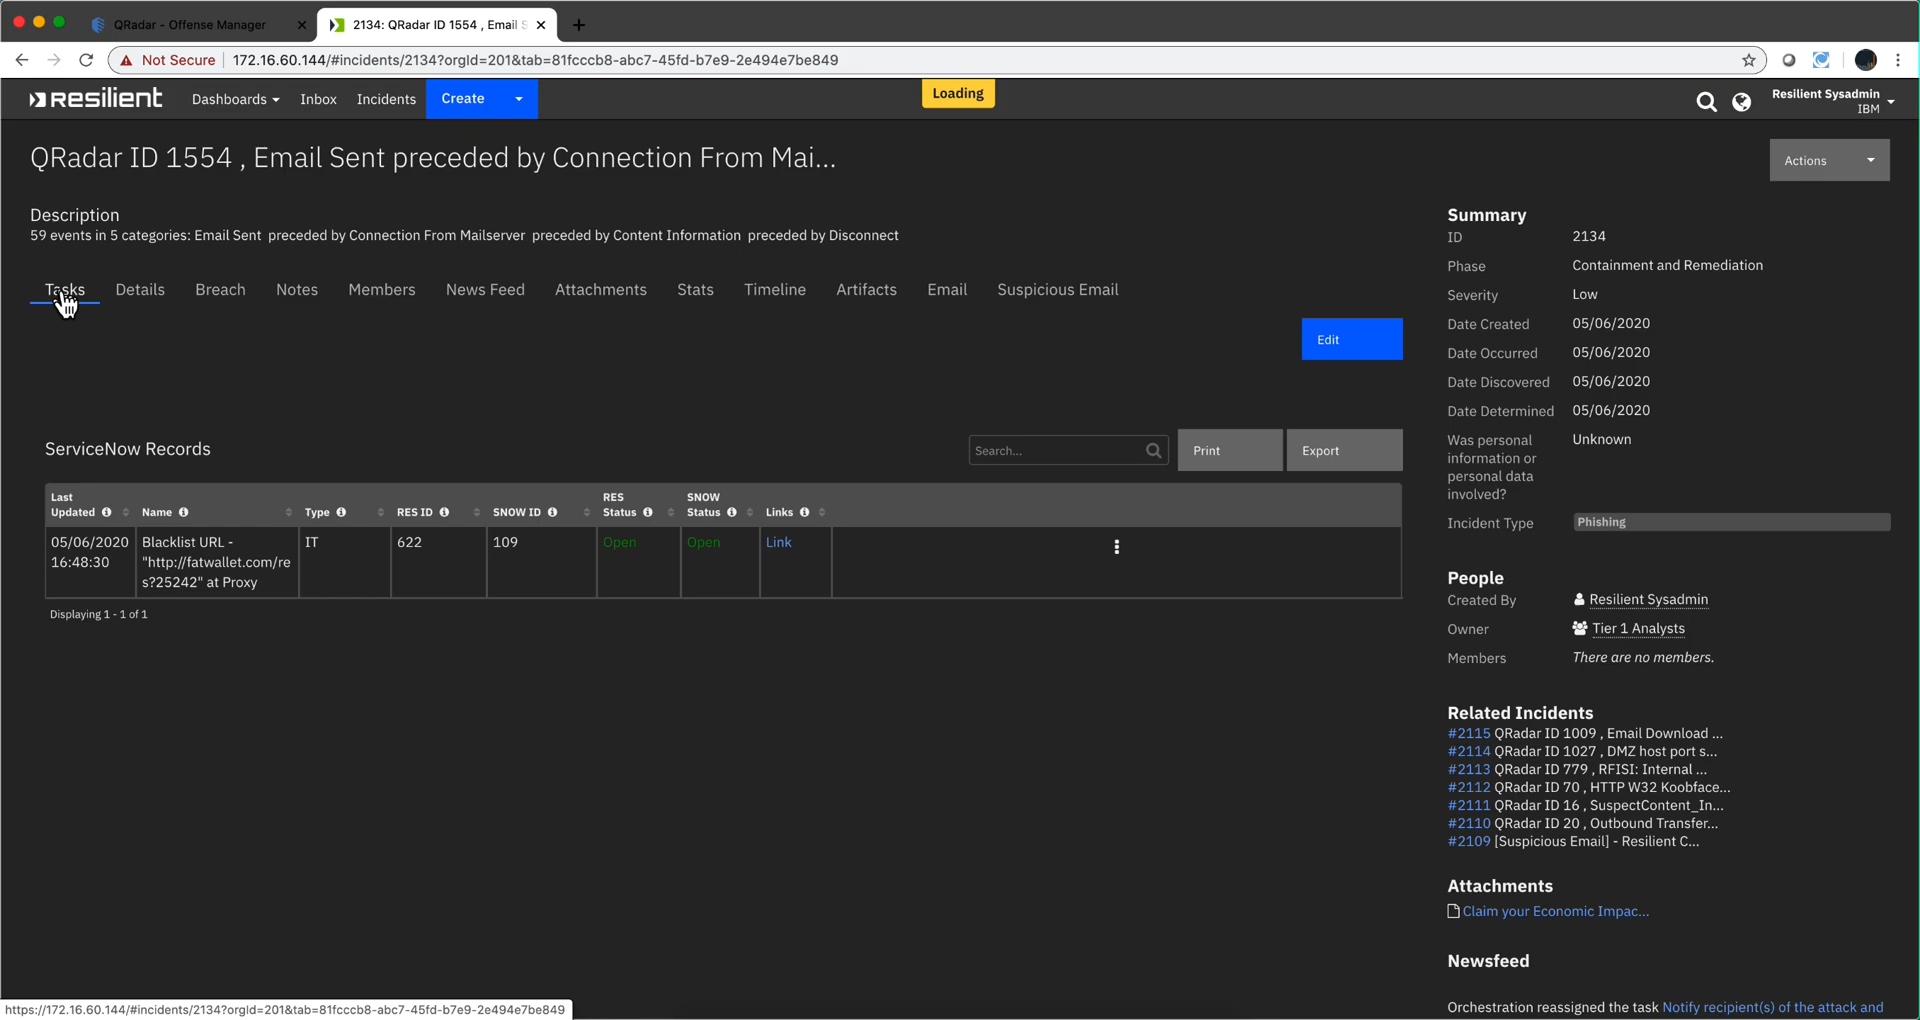 QRadar - Offense Manager
2134: QRadar ID 1554 , Email S
Not Secure
172.16.60.144/#incidents/2134?orgId=201&tab=81fcccb8-abc7-45fd-b7e9-2e494e7be849
resilient
Dashboards
Inbox
Incidents
Create
Loading
Resilient Sysadmin
IBM
QRadar ID 1554 , Email Sent preceded by Connection From Mai...
Actions
Description
59 events in 5 categories: Email Sent preceded by Connection From Mailserver preceded by Content Information preceded by Disconnect
Tasks
Details
Breach
Notes
Members
News Feed
Attachments
Stats
Timeline
Artifacts
Email
Suspicious Email
Edit
ServiceNow Records
Search...
Print
Export
Last
Updated
Name
Type
RES ID
SNOW ID
RES
Status
SNOW
Status
Links
05/06/2020
16:48:30
Blacklist URL -
"http://fatwallet.com/re
s?25242" at Proxy
IT
622
109
Open
Open
Link
Displaying 1 - 1 of 1
Summary
ID 2134
Phase Containment and Remediation
Severity Low
Date Created 05/06/2020
Date Occurred 05/06/2020
Date Discovered 05/06/2020
Date Determined 05/06/2020
Was personal Unknown
information or
personal data
involved?
Incident Type Phishing
People
Created By Resilient Sysadmin
Owner Tier 1 Analysts
Members There are no members.
Related Incidents
#2115 QRadar ID 1009 , Email Download ...
#2114 QRadar ID 1027 , DMZ host port s...
#2113 QRadar ID 779 , RFISI: Internal ...
#2112 QRadar ID 70 , HTTP W32 Koobface...
#2111 QRadar ID 16 , SuspectContent_In...
#2110 QRadar ID 20 , Outbound Transfer...
#2109 [Suspicious Email] - Resilient C...
Attachments
Claim your Economic Impac...
Newsfeed
Orchestration reassigned the task Notify recipient(s) of the attack and
https://172.16.60.144/#incidents/2134?orgId=201&tab=81fcccb8-abc7-45fd-b7e9-2e494e7be849